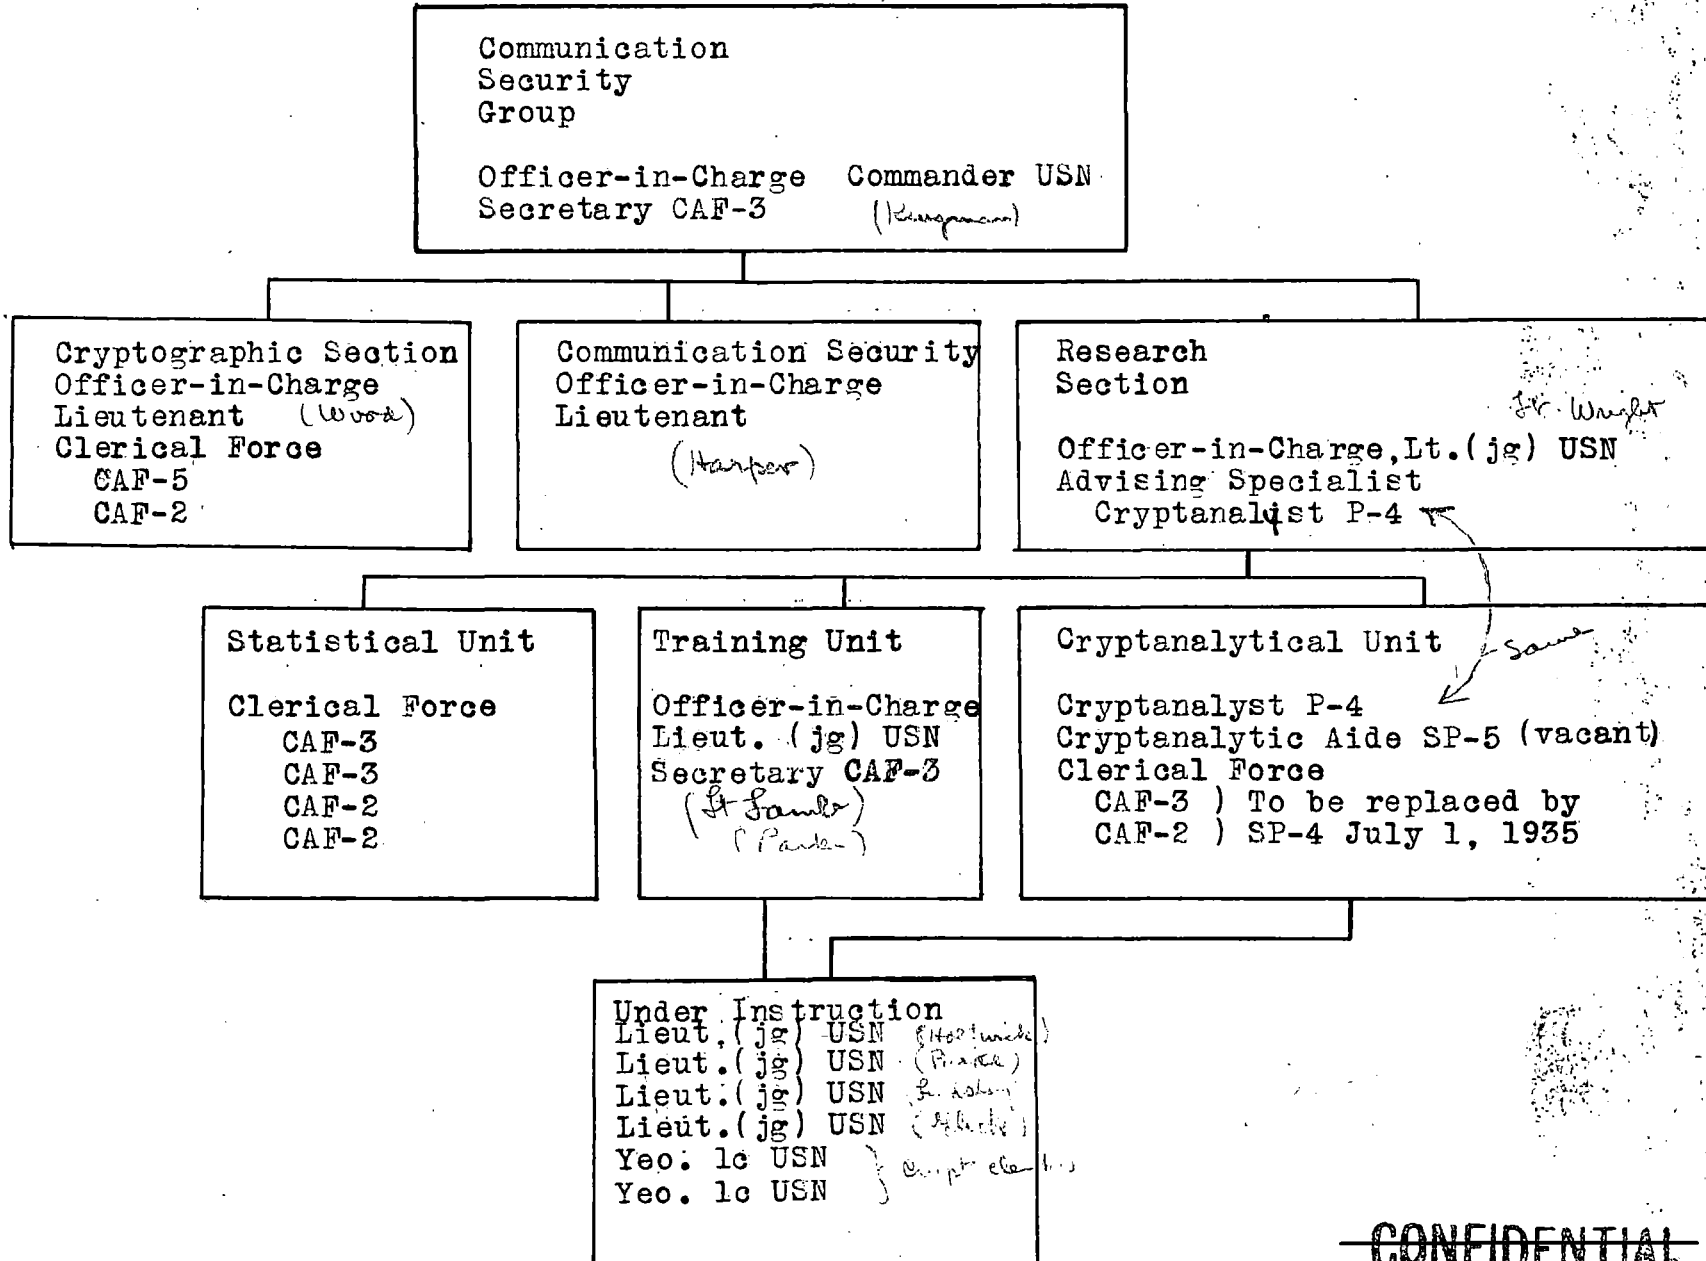 Communication
Security
Group
Officer-in-Charge Commander USN
Secretary CAF-3
Cryptographic Section
Officer-in-Charge
Lieutenant (Wood)
Clerical Force
CAF-5
CAF-2
Communication Security
Officer-in-Charge
Lieutenant
(Harper)
Research
Section
Lt. Wright
Officer-in-Charge, Lt.(jg) USN
Advising Specialist
Cryptanalyst P-4
Statistical Unit
Clerical Force
CAF-3
CAF-3
CAF-2
CAF-2
Training Unit
Officer-in-Charge
Lieut. (jg) USN
Secretary CAF-3
Cryptanalytical Unit
Same
Cryptanalyst P-4
Cryptanalytic Aide SP-5 (vacant)
Clerical Force
CAF-3 ) To be replaced by
CAF-2 ) SP-4 July 1, 1935
Under Instruction
Lieut.(jg) USN
Lieut.(jg) USN
Lieut.(jg) USN
Lieut.(jg) USN
Yeo. 1c USN
Yeo. 1c USN
CONFIDENTIAL